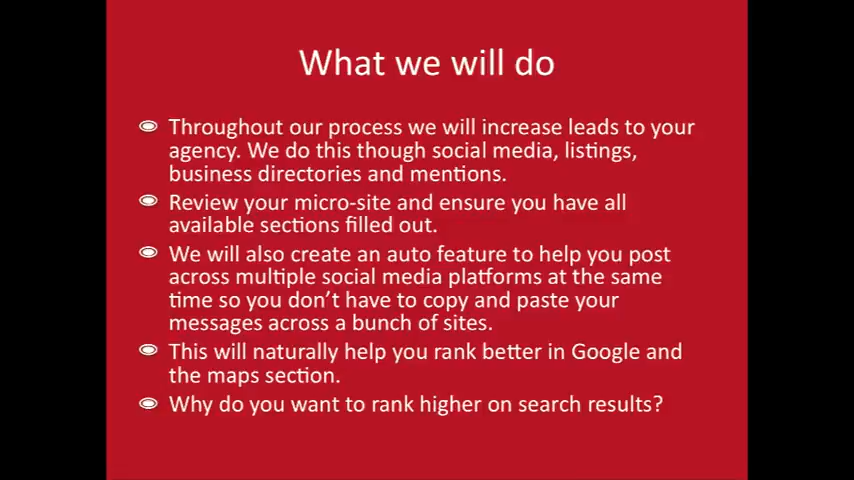 What we will do
Throughout our process we will increase leads to your
agency. We do this though social media, listings,
business directories and mentions.
Review your micro-site and ensure you have all
available sections filled out.
We will also create an auto feature to help you post
across multiple social media platforms at the same
time so you don’t have to copy and paste your
messages across a bunch of sites.
This will naturally help you rank better in Google and
the maps section.
Why do you want to rank higher on search results?